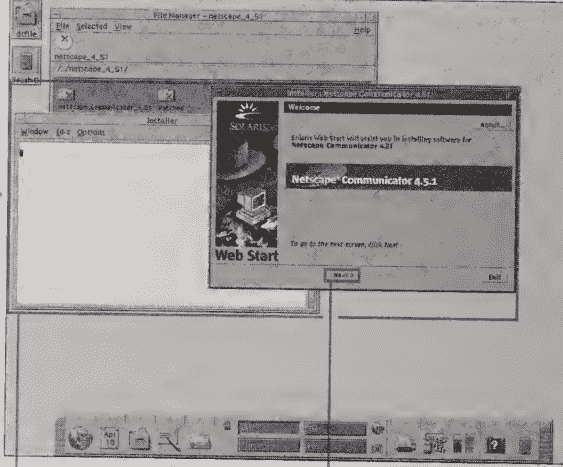 File Manager - netscape_4_51
File Selected View Help
dtfile
netscape_4_51
/../netscape_4_51/
Installer
Window Edit Options
Welcome
SOLARIS
About...
Solaris Web Start will assist you in installing software for
Netscape Communicator 4.51
Netscape Communicator 4.5.1
To go to the next screen, click Next
Web Start
Next >
Exit
Apr
?